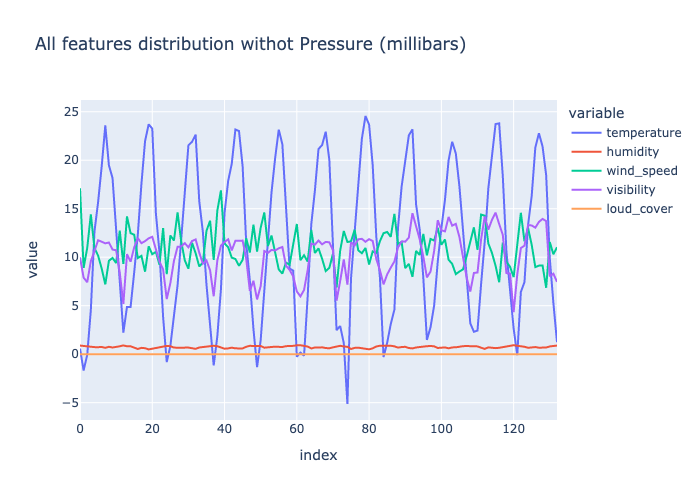 All features distribution withot Pressure (millibars)
variable
temperature
humidity
wind_speed
visibility
loud_cover
value
25
20
15
10
5
0
−5
0 20 40 60 80 100 120
index